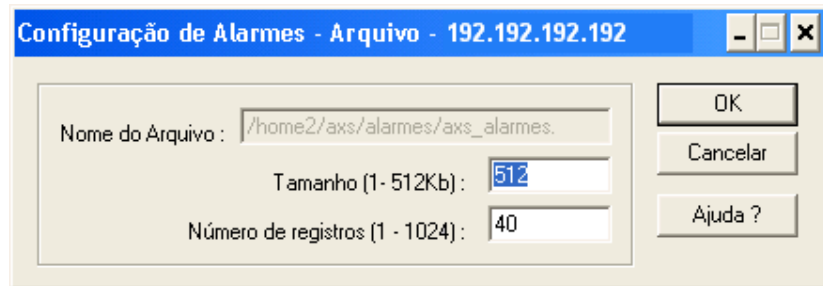 Configuração de Alarmes - Arquivo - 192.192.192.192
Nome do Arquivo : /home2/axs/alarmes/axs_alarmes.
Tamanho (1- 512Kb) : 512
Número de registros (1 - 1024) : 40
OK
Cancelar
Ajuda ?